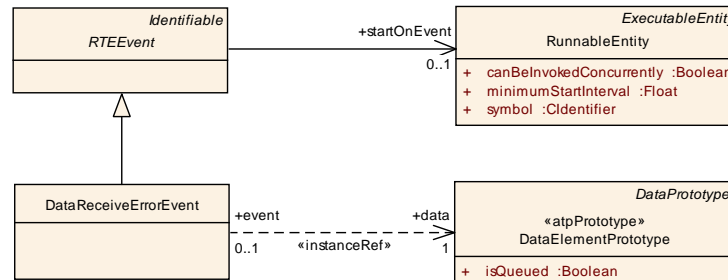 Identifiable
RTEEvent
+startOnEvent
0..1
ExecutableEntity
RunnableEntity
+ canBeInvokedConcurrently :Boolean
+ minimumStartInterval :Float
+ symbol :CIdentifier
DataReceiveErrorEvent
+event
+data
0..1
«instanceRef»
1
DataPrototype
«atpPrototype»
DataElementPrototype
+ isQueued :Boolean